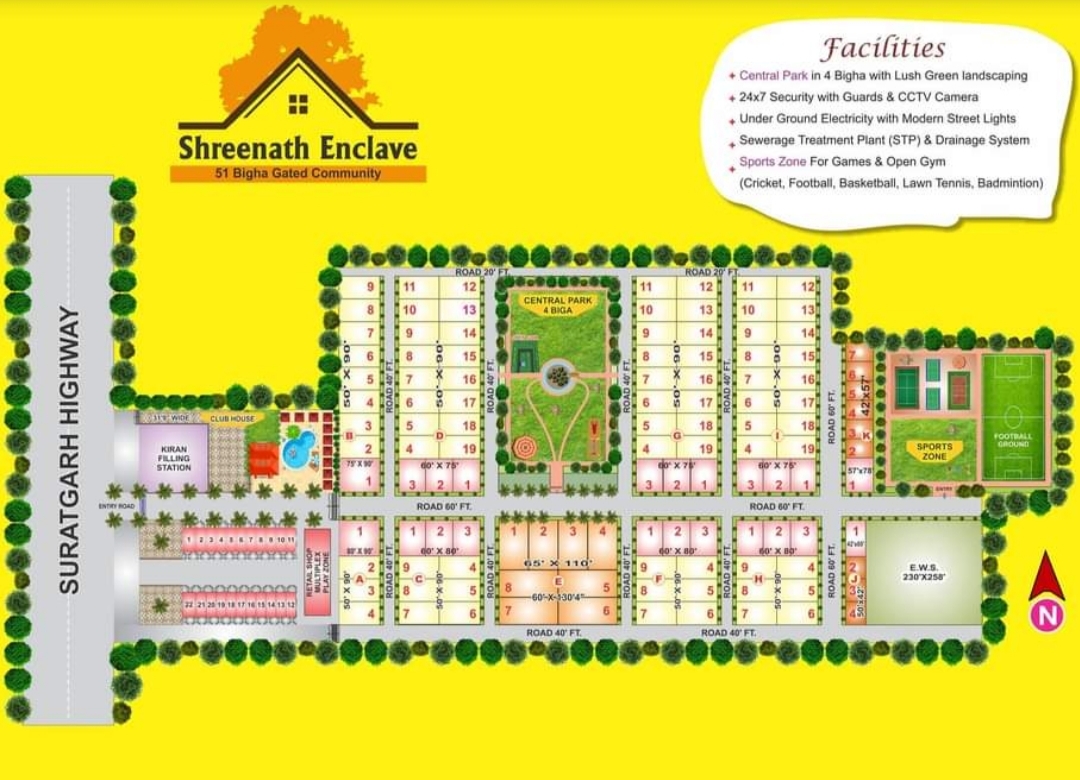 Shreenath Enclave
51 Bigha Gated Community
Facilities
Central Park in 4 Bigha with Lush Green landscaping
24x7 Security with Guards & CCTV Camera
Under Ground Electricity with Modern Street Lights
Sewerage Treatment Plant (STP) & Drainage System
Sports Zone For Games & Open Gym
(Cricket, Football, Basketball, Lawn Tennis, Badmintion)
SURATGARH HIGHWAY
ROAD 20' FT.
ROAD 20' FT.
9
8
7
6
5
4
3
2
1
50' X 90'
B
75' X 90'
ROAD 40' FT.
11 12
10 13
9 14
8 15
7 16
6 17
5 18
4 19
50' X 90'
D
60' X 75'
3 2 1
ROAD 40' FT.
CENTRAL PARK
4 BIGA
ROAD 40' FT.
11 12
10 13
9 14
8 15
7 16
6 17
5 18
4 19
50' X 90'
G
60' X 75'
3 2 1
ROAD 40' FT.
11 12
10 13
9 14
8 15
7 16
6 17
5 18
4 19
50' X 90'
I
60' X 75'
3 2 1
ROAD 60' FT.
7
6
5
4
3
2
42'x57'
K
57'x78'
1
SPORTS
ZONE
FOOTBALL
GROUND
ENTRY
31'6" WIDE
CLUB HOUSE
KIRAN
FILLING
STATION
ENTRY ROAD
ROAD 60' FT.
ROAD 60' FT.
1 2 3 4 5 6 7 8 9 10 11
22 21 20 19 18 17 16 15 14 13 12
RETAIL SHOP
MULTIPLEX
PLAY ZONE
1
80' X 90'
2
3
4
A
50' X 90'
ROAD 40' FT.
1 2 3
60' X 80'
9 4
8 5
7 6
C
50' X 90'
ROAD 40' FT.
1 2 3 4
65' X 110'
E
60' X 130'4"
8 5
7 6
ROAD 40' FT.
1 2 3
60' X 80'
9 4
8 5
7 6
F
50' X 90'
ROAD 40' FT.
1 2 3
60' X 80'
9 4
8 5
7 6
H
50' X 90'
ROAD 60' FT.
1
2
3
4
J
50'X42'
E.W.S.
230'X258'
ROAD 40' FT.
ROAD 40' FT.
N